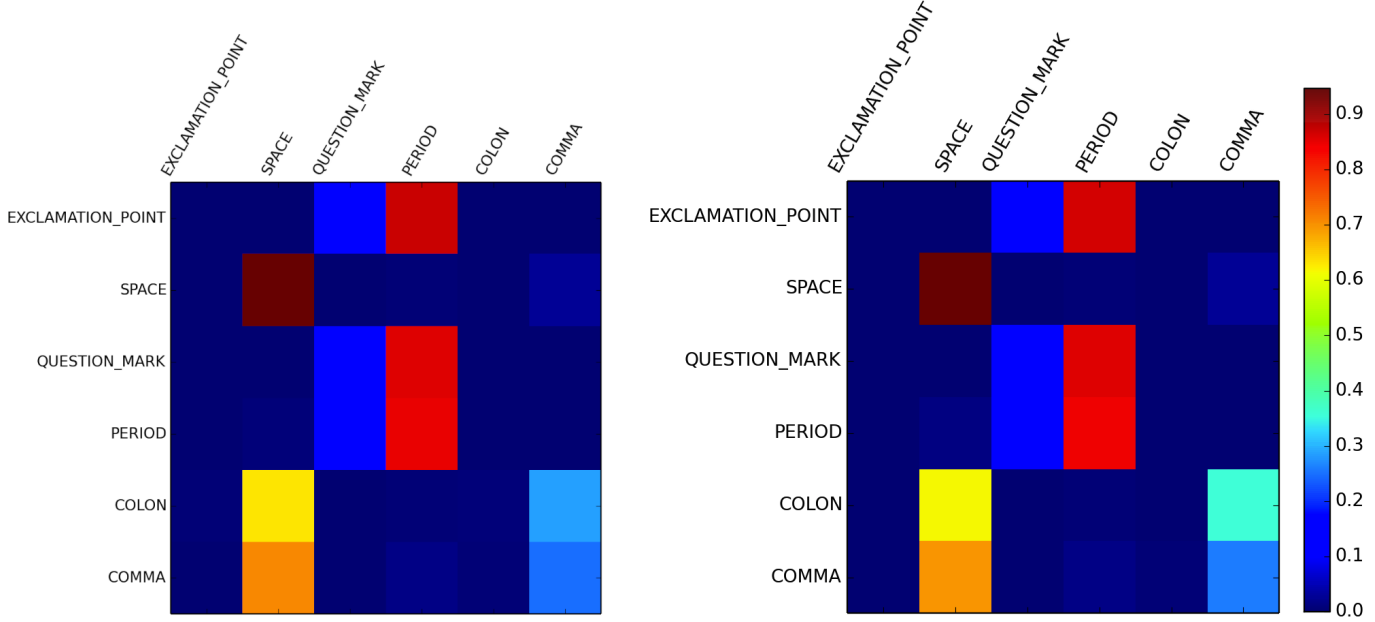 EXCLAMATION_POINT
SPACE
QUESTION_MARK
PERIOD
COLON
COMMA
EXCLAMATION_POINT
SPACE
QUESTION_MARK
PERIOD
COLON
COMMA
EXCLAMATION_POINT
SPACE
QUESTION_MARK
PERIOD
COLON
COMMA
EXCLAMATION_POINT
SPACE
QUESTION_MARK
PERIOD
COLON
COMMA
0.9
0.8
0.7
0.6
0.5
0.4
0.3
0.2
0.1
0.0